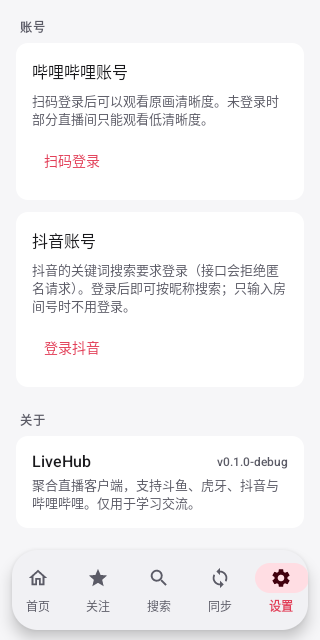 账号
哔哩哔哩账号
扫码登录后可以观看原画清晰度。未登录时
部分直播间只能观看低清晰度。
扫码登录
抖音账号
抖音的关键词搜索要求登录（接口会拒绝匿
名请求）。登录后即可按昵称搜索；只输入房
间号时不用登录。
登录抖音
关于
LiveHub v0.1.0-debug
聚合直播客户端，支持斗鱼、虎牙、抖音与
哔哩哔哩。仅用于学习交流。
首页 关注 搜索 同步 设置